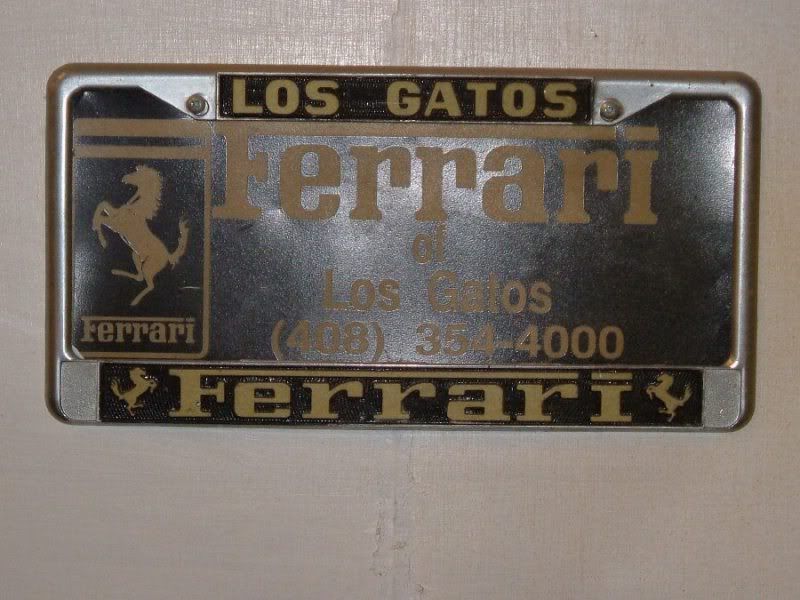 LOS GATOS
Ferrari
of
Los Gatos
(408) 354-4000
Ferrari
Ferrari